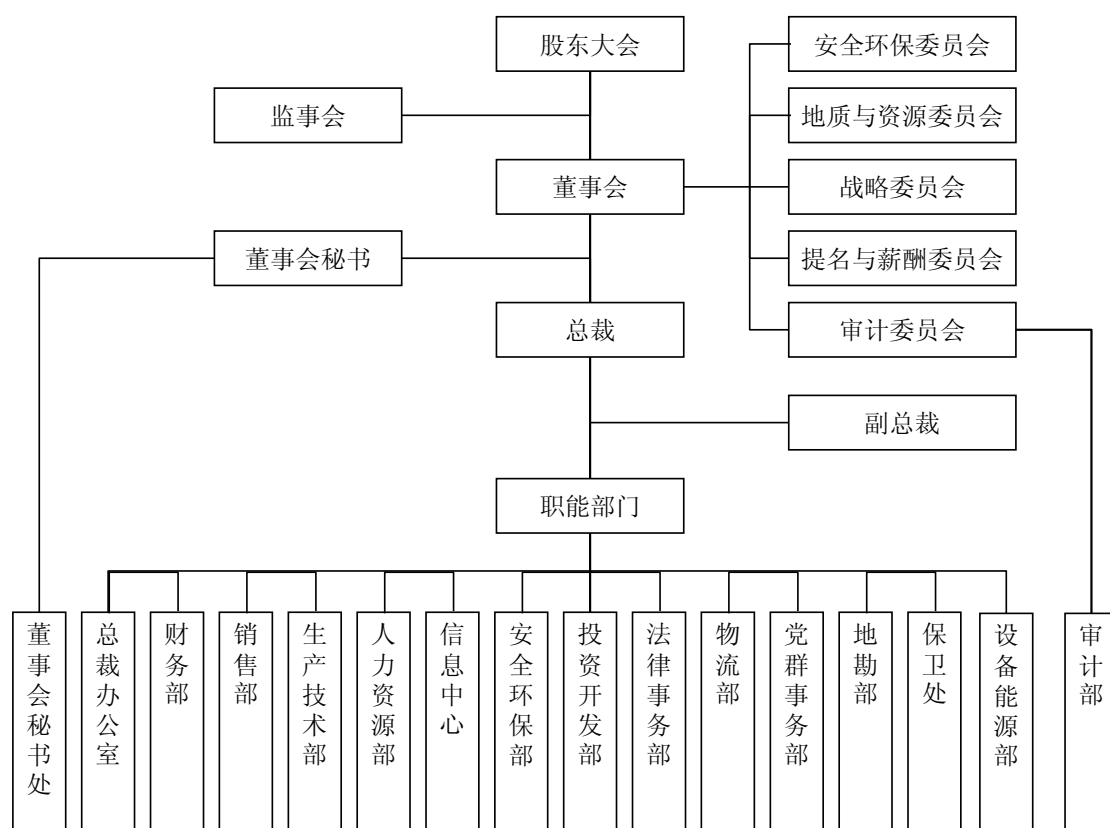 股东大会
安全环保委员会
监事会
地质与资源委员会
董事会
战略委员会
董事会秘书
提名与薪酬委员会
总裁
审计委员会
副总裁
职能部门
董事会秘书处
总裁办公室
财务部
销售部
生产技术部
人力资源部
信息中心
安全环保部
投资开发部
法律事务部
物流部
党群事务部
地勘部
保卫处
设备能源部
审计部